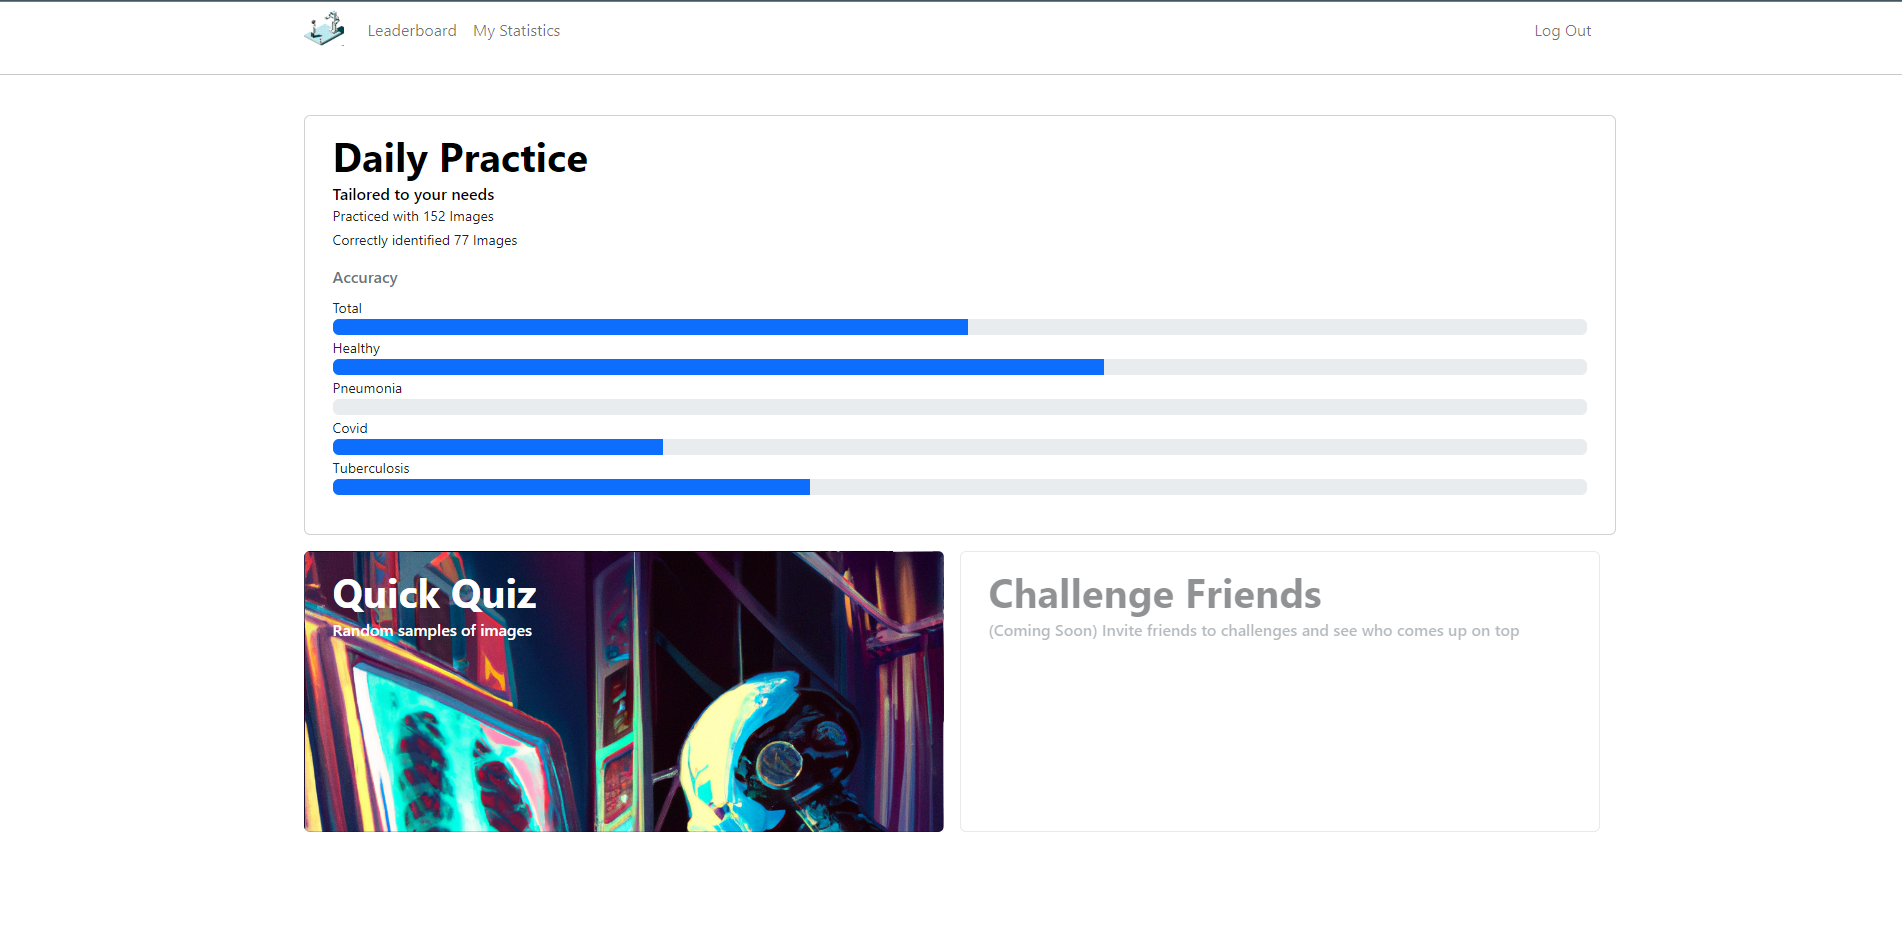 Leaderboard My Statistics Log Out
Daily Practice
Tailored to your needs
Practiced with 152 Images
Correctly identified 77 Images
Accuracy
Total
Healthy
Pneumonia
Covid
Tuberculosis
Quick Quiz
Random samples of images
Challenge Friends
(Coming Soon) Invite friends to challenges and see who comes up on top